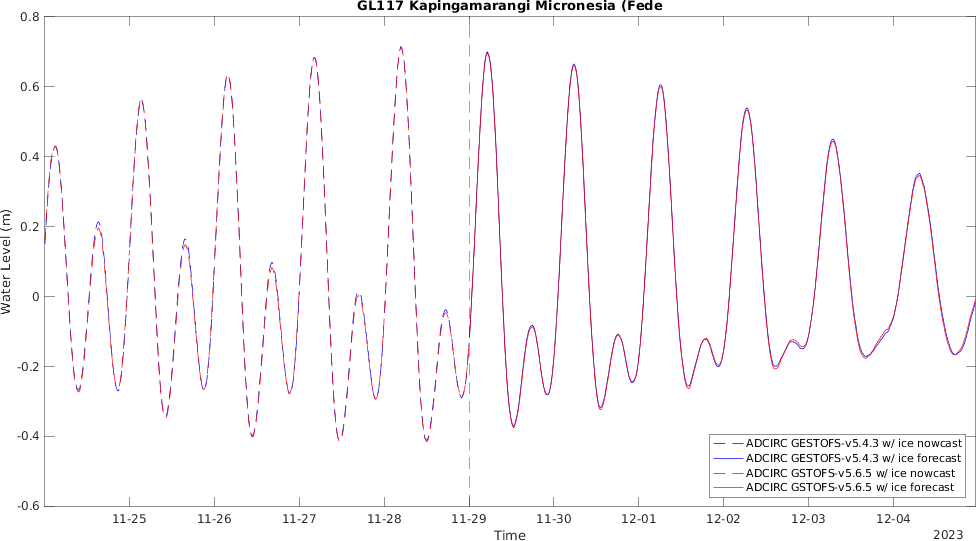 GL117 Kapingamarangi Micronesia (Fede
0.8
0.6
0.4
0.2
0
-0.2
-0.4
-0.6
Water Level (m)
11-25
11-26
11-27
11-28
11-29
11-30
12-01
12-02
12-03
12-04
Time
2023
ADCIRC GESTOFS-v5.4.3 w/ ice nowcast
ADCIRC GESTOFS-v5.4.3 w/ ice forecast
ADCIRC GSTOFS-v5.6.5 w/ ice nowcast
ADCIRC GSTOFS-v5.6.5 w/ ice forecast